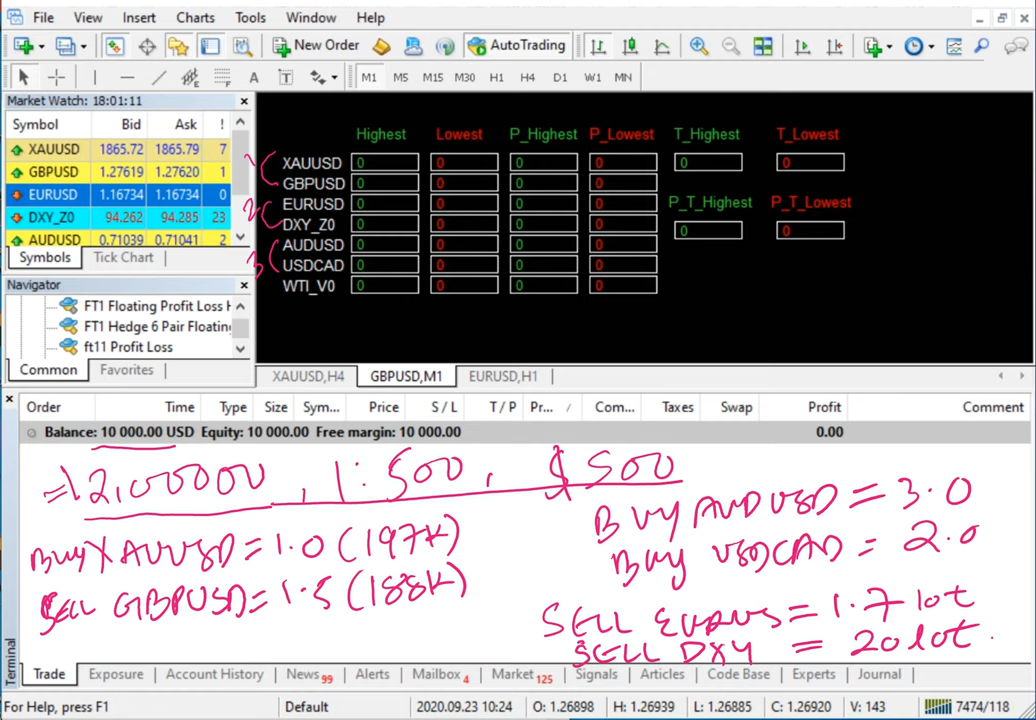 File View Insert Charts Tools Window Help
New Order AutoTrading
A T M1 M5 M15 M30 H1 H4 D1 W1 MN
Market Watch: 18:01:11
Symbol Bid Ask !
XAUUSD 1865.72 1865.79 7
GBPUSD 1.27619 1.27620 1
EURUSD 1.16734 1.16734 0
DXY_Z0 94.262 94.285 23
AUDUSD 0.71039 0.71041 2
Symbols Tick Chart
Navigator
FT1 Floating Profit Loss H
FT1 Hedge 6 Pair Floating
ft11 Profit Loss
Common Favorites
Highest Lowest P_Highest P_Lowest T_Highest T_Lowest
XAUUSD 0 0 0 0 0 0
GBPUSD 0 0 0 0
EURUSD 0 0 0 0 P_T_Highest P_T_Lowest
2 DXY_Z0 0 0 0 0 0 0
AUDUSD 0 0 0 0
3 USDCAD 0 0 0 0
WTI_V0 0 0 0 0
XAUUSD,H4 GBPUSD,M1 EURUSD,H1
Order Time Type Size Sym... Price S / L T / P Pr... / Com... Taxes Swap Profit Comment
Balance: 10 000.00 USD Equity: 10 000.00 Free margin: 10 000.00 0.00
, 1:500, $500
BUY XAUUSD = 1.0 (197K)
SELL GBPUSD = 1.5 (188K)
BUY AUDUSD = 3.0
BUY USDCAD = 2.0
SELL = 1.7 lot
SELL DXY = 20 lot.
Terminal
Trade Exposure Account History News 99 Alerts Mailbox 4 Market 125 Signals Articles Code Base Experts Journal
For Help, press F1 Default 2020.09.23 10:24 O: 1.26898 H: 1.26939 L: 1.26885 C: 1.26920 V: 143 7474/118